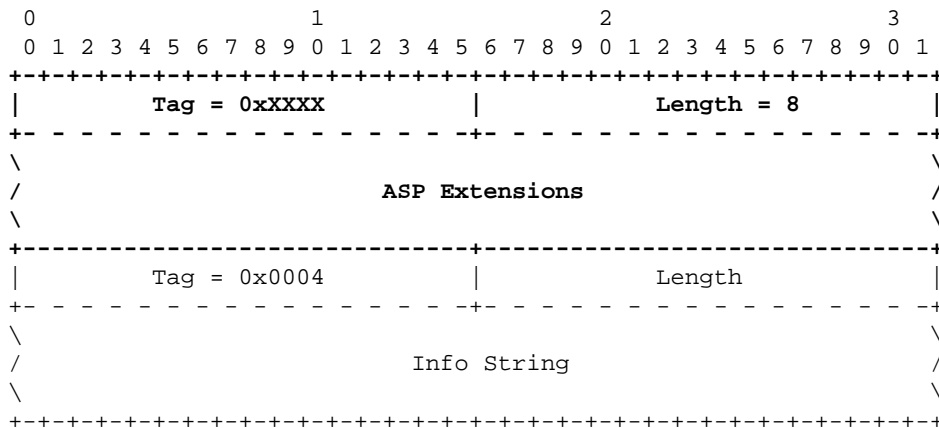 0                   1                   2                   3
 0 1 2 3 4 5 6 7 8 9 0 1 2 3 4 5 6 7 8 9 0 1 2 3 4 5 6 7 8 9 0 1
+-+-+-+-+-+-+-+-+-+-+-+-+-+-+-+-+-+-+-+-+-+-+-+-+-+-+-+-+-+-+-+-+
|         Tag = 0xXXXX          |            Length = 8         |
+- - - - - - - - - - - - - - - -+- - - - - - - - - - - - - - - -+
\                                                               \
/                         ASP Extensions                        /
\                                                               \
+-------------------------------+-------------------------------+
|         Tag = 0x0004          |            Length             |
+- - - - - - - - - - - - - - - -+- - - - - - - - - - - - - - - -+
\                                                               \
/                           Info String                         /
\                                                               \
+-+-+-+-+-+-+-+-+-+-+-+-+-+-+-+-+-+-+-+-+-+-+-+-+-+-+-+-+-+-+-+-+